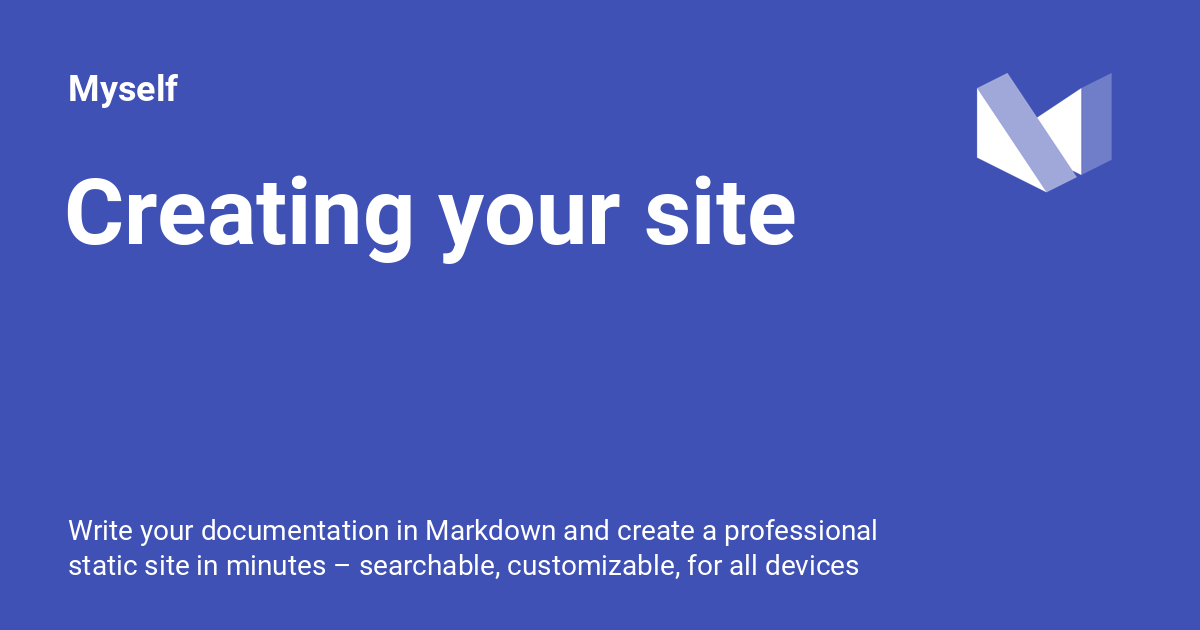 Myself
Creating your site
Write your documentation in Markdown and create a professional
static site in minutes – searchable, customizable, for all devices